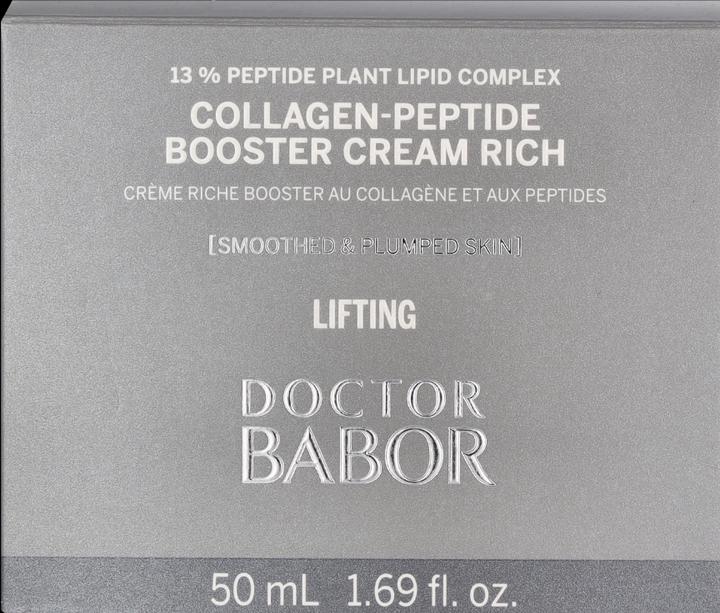 13 % PEPTIDE PLANT LIPID COMPLEX
COLLAGEN-PEPTIDE
BOOSTER CREAM RICH
CRÈME RICHE BOOSTER AU COLLAGÈNE ET AUX PEPTIDES
[SMOOTHED & PLUMPED SKIN]
LIFTING
DOCTOR
BABOR
50 mL 1.69 fl. oz.